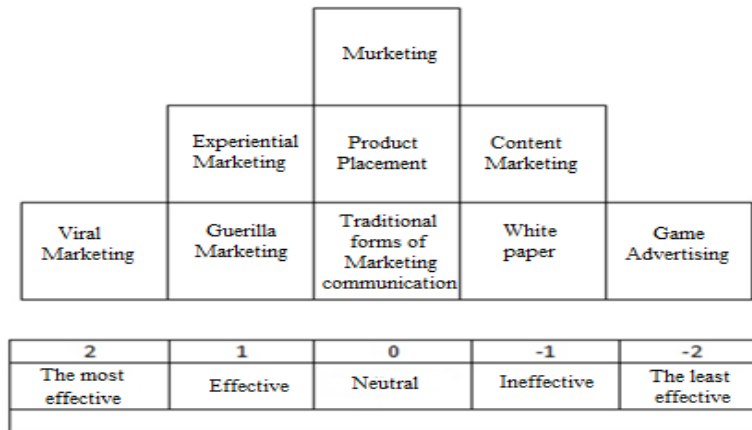 Murketing
Experiential
Marketing
Product
Placement
Content
Marketing
Viral
Marketing
Guerilla
Marketing
Traditional
forms of
Marketing
communication
White
paper
Game
Advertising
2 1 0 -1 -2
The most
effective
Effective
Neutral
Ineffective
The least
effective